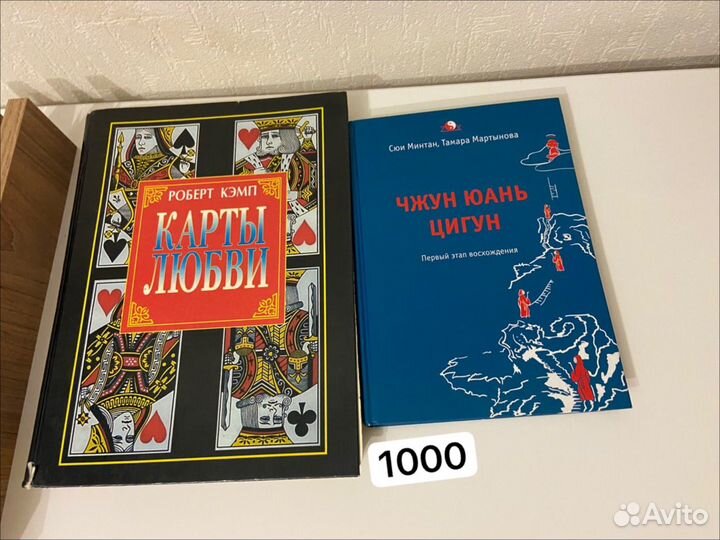 РОБЕРТ КЭМП
КАРТЫ
ЛЮБВИ
Сюи Минтан, Тамара Мартынова
ЧЖУН ЮАНЬ
ЦИГУН
Первый этап восхождения
1000
Avito